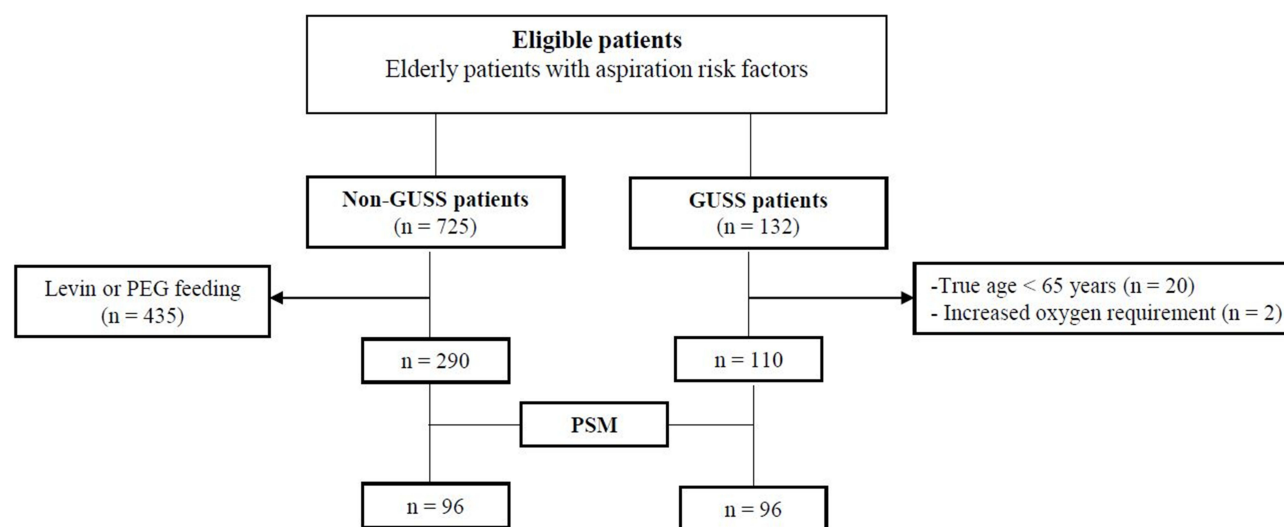 Eligible patients
Elderly patients with aspiration risk factors
Non-GUSS patients
(n = 725)
GUSS patients
(n = 132)
Levin or PEG feeding
(n = 435)
-True age < 65 years (n = 20)
- Increased oxygen requirement (n = 2)
n = 290
n = 110
PSM
n = 96
n = 96